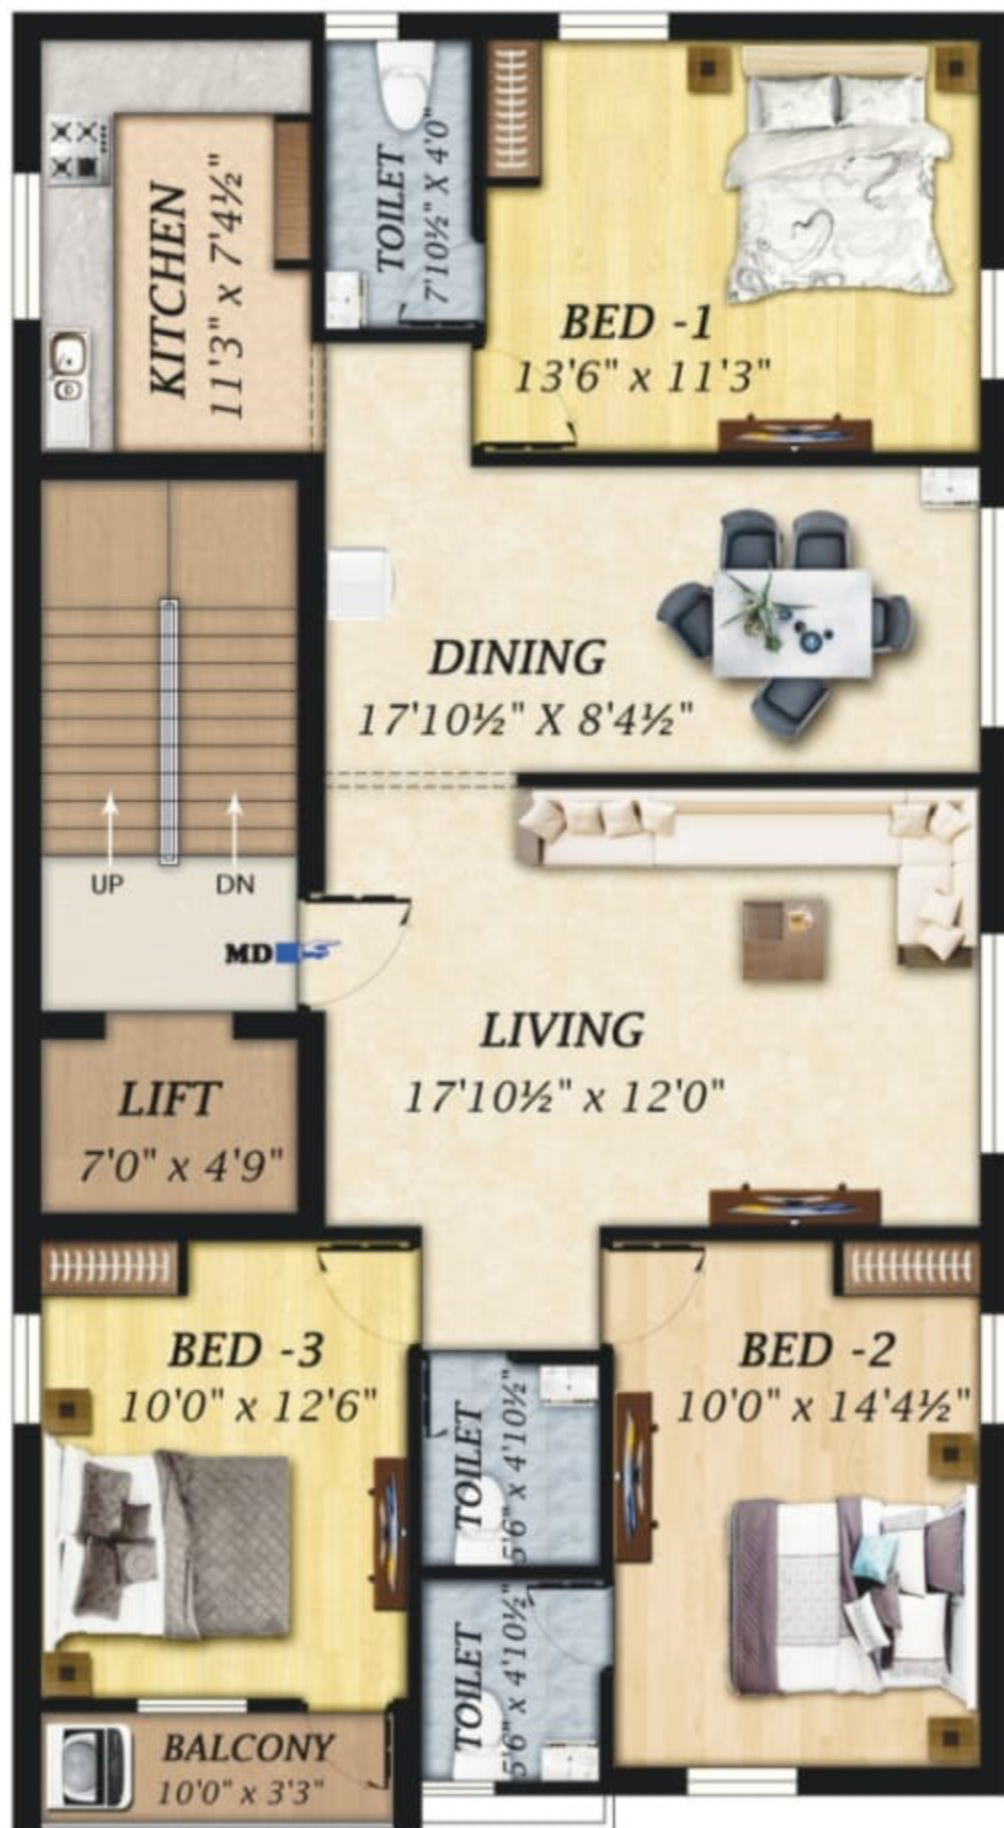 KITCHEN
11'3" x 7'4½"
TOILET
7'10½" X 4'0"
BED -1
13'6" x 11'3"
DINING
17'10½" X 8'4½"
UP
DN
MD
LIVING
17'10½" x 12'0"
LIFT
7'0" x 4'9"
BED -3
10'0" x 12'6"
BED -2
10'0" x 14'4½"
TOILET
5'6" x 4'10½"
TOILET
5'6" x 4'10½"
BALCONY
10'0" x 3'3"